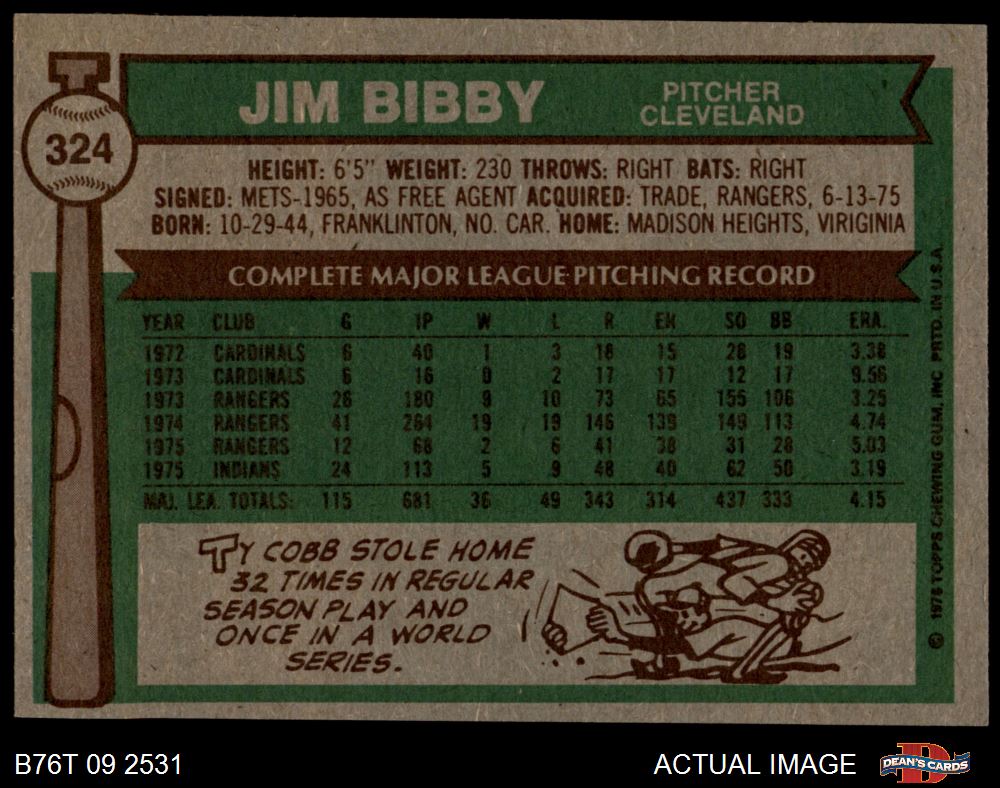 324
JIM BIBBY
PITCHER
CLEVELAND
HEIGHT: 6'5" WEIGHT: 230 THROWS: RIGHT BATS: RIGHT
SIGNED: METS-1965, AS FREE AGENT ACQUIRED: TRADE, RANGERS, 6-13-75
BORN: 10-29-44, FRANKLINTON, NO. CAR. HOME: MADISON HEIGHTS, VIRIGINIA
COMPLETE MAJOR LEAGUE PITCHING RECORD
YEAR CLUB G IP W L R ER SO BB ERA.
1972 CARDINALS 6 40 1 3 18 15 28 19 3.38
1973 CARDINALS 6 16 0 2 17 17 12 17 9.56
1973 RANGERS 26 180 9 10 73 65 155 106 3.25
1974 RANGERS 41 264 19 19 146 139 149 113 4.74
1975 RANGERS 12 68 2 6 41 38 31 28 5.03
1975 INDIANS 24 113 5 9 48 40 62 50 3.19
MAJ. LEA. TOTALS: 115 681 36 49 343 314 437 333 4.15
TY COBB STOLE HOME
32 TIMES IN REGULAR
SEASON PLAY AND
ONCE IN A WORLD
SERIES.
© 1976 TOPPS CHEWING GUM, INC PRTD. IN U.S.A.
B76T 09 2531
ACTUAL IMAGE
D
DEAN'S CARDS